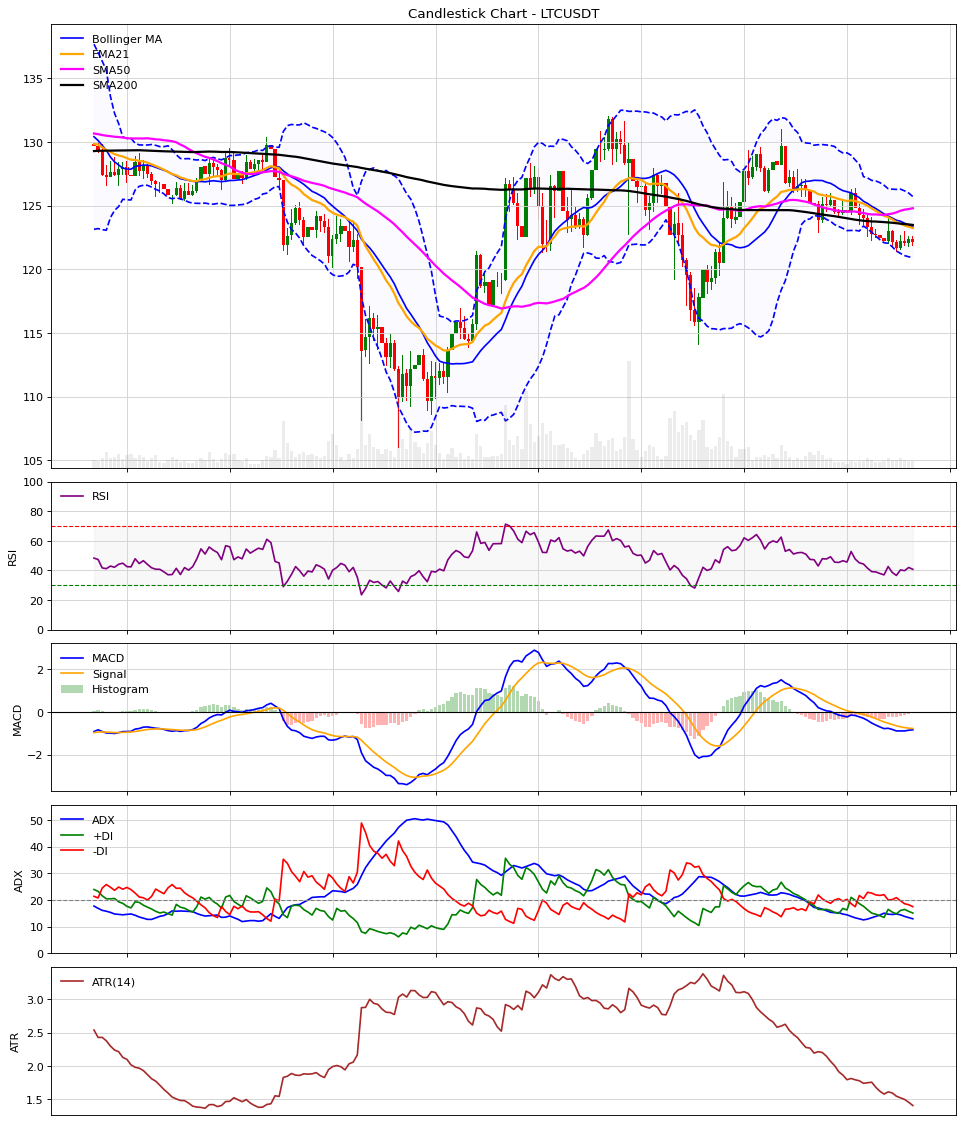 Candlestick Chart - LTCUSDT
Bollinger MA
EMA21
SMA50
SMA200
135
130
125
120
115
110
105
RSI
100
80
60
40
20
0
RSI
MACD
Signal
Histogram
2
0
−2
MACD
ADX
+DI
-DI
50
40
30
20
10
0
ADX
ATR(14)
3.0
2.5
2.0
1.5
ATR